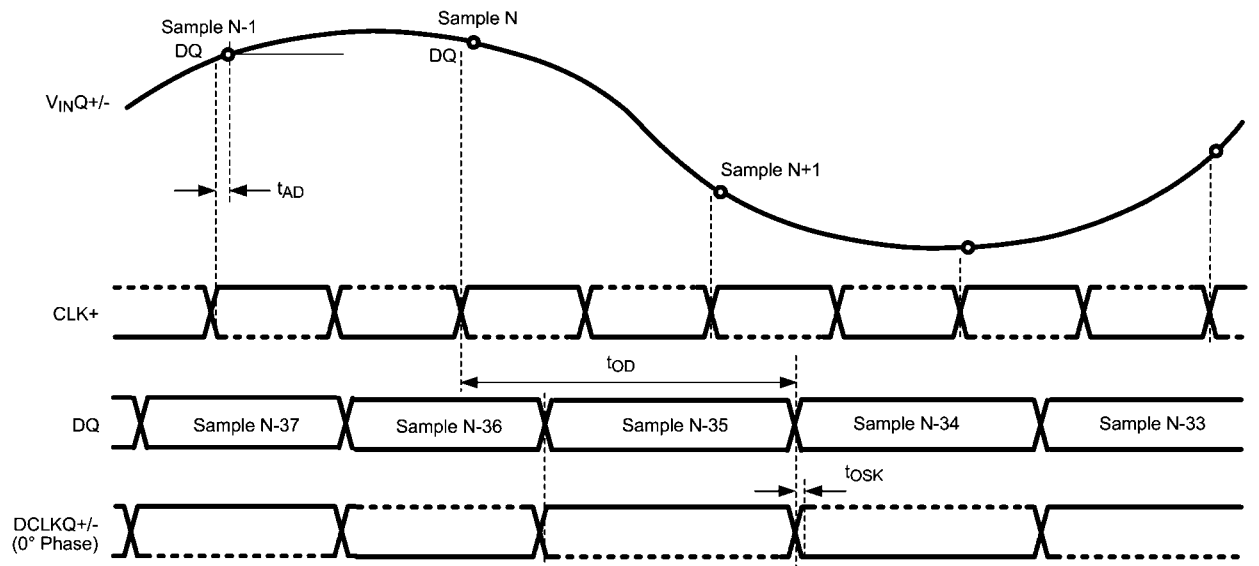 Sample N-1
Sample N
DQ
DQ
VINQ+/-
Sample N+1
tAD
CLK+
tOD
DQ
Sample N-37
Sample N-36
Sample N-35
Sample N-34
Sample N-33
tOSK
DCLKQ+/-
(0° Phase)